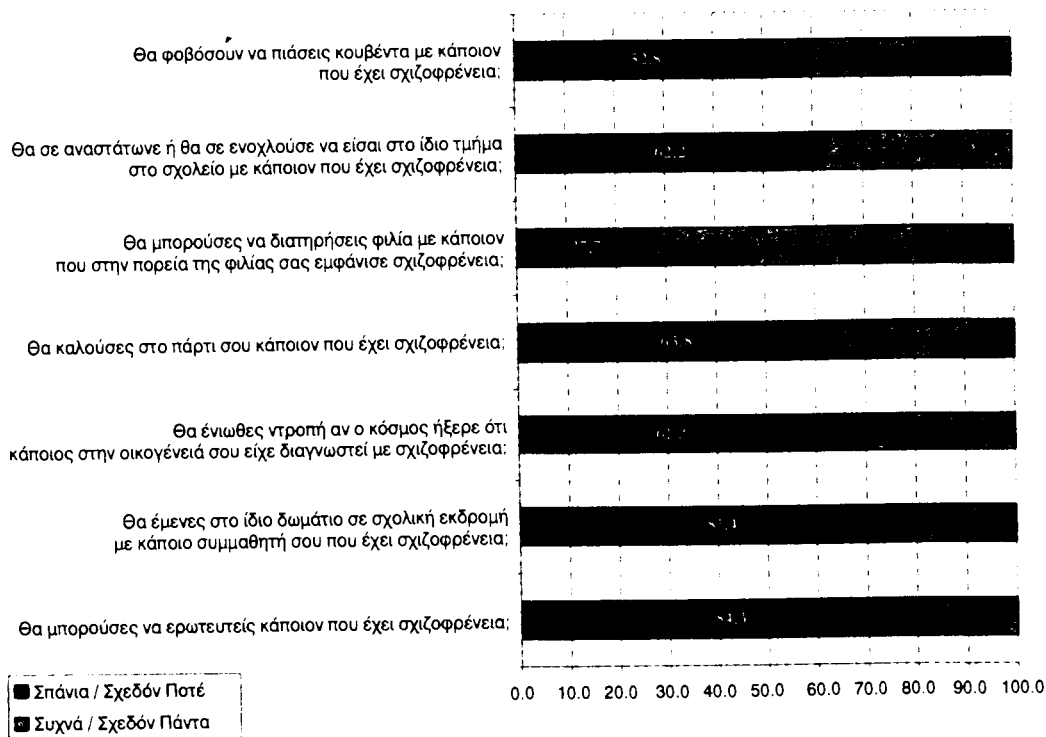 Θα φοβόσουν να πιάσεις κουβέντα με κάποιον
που έχει σχιζοφρένεια;
Θα σε αναστάτωνε ή θα σε ενοχλούσε να είσαι στο ίδιο τμήμα
στο σχολείο με κάποιον που έχει σχιζοφρένεια;
62,2
Θα μπορούσες να διατηρήσεις φιλία με κάποιον
που στην πορεία της φιλίας σας εμφάνισε σχιζοφρένεια;
Θα καλούσες στο πάρτι σου κάποιον που έχει σχιζοφρένεια;
Θα ένιωθες ντροπή αν ο κόσμος ήξερε ότι
κάποιος στην οικογένειά σου είχε διαγνωστεί με σχιζοφρένεια;
Θα έμενες στο ίδιο δωμάτιο σε σχολική εκδρομή
με κάποιο συμμαθητή σου που έχει σχιζοφρένεια;
Θα μπορούσες να ερωτευτείς κάποιον που έχει σχιζοφρένεια;
0.0 10.0 20.0 30.0 40.0 50.0 60.0 70.0 80.0 90.0 100.0
Σπάνια / Σχεδόν Ποτέ
Συχνά / Σχεδόν Πάντα